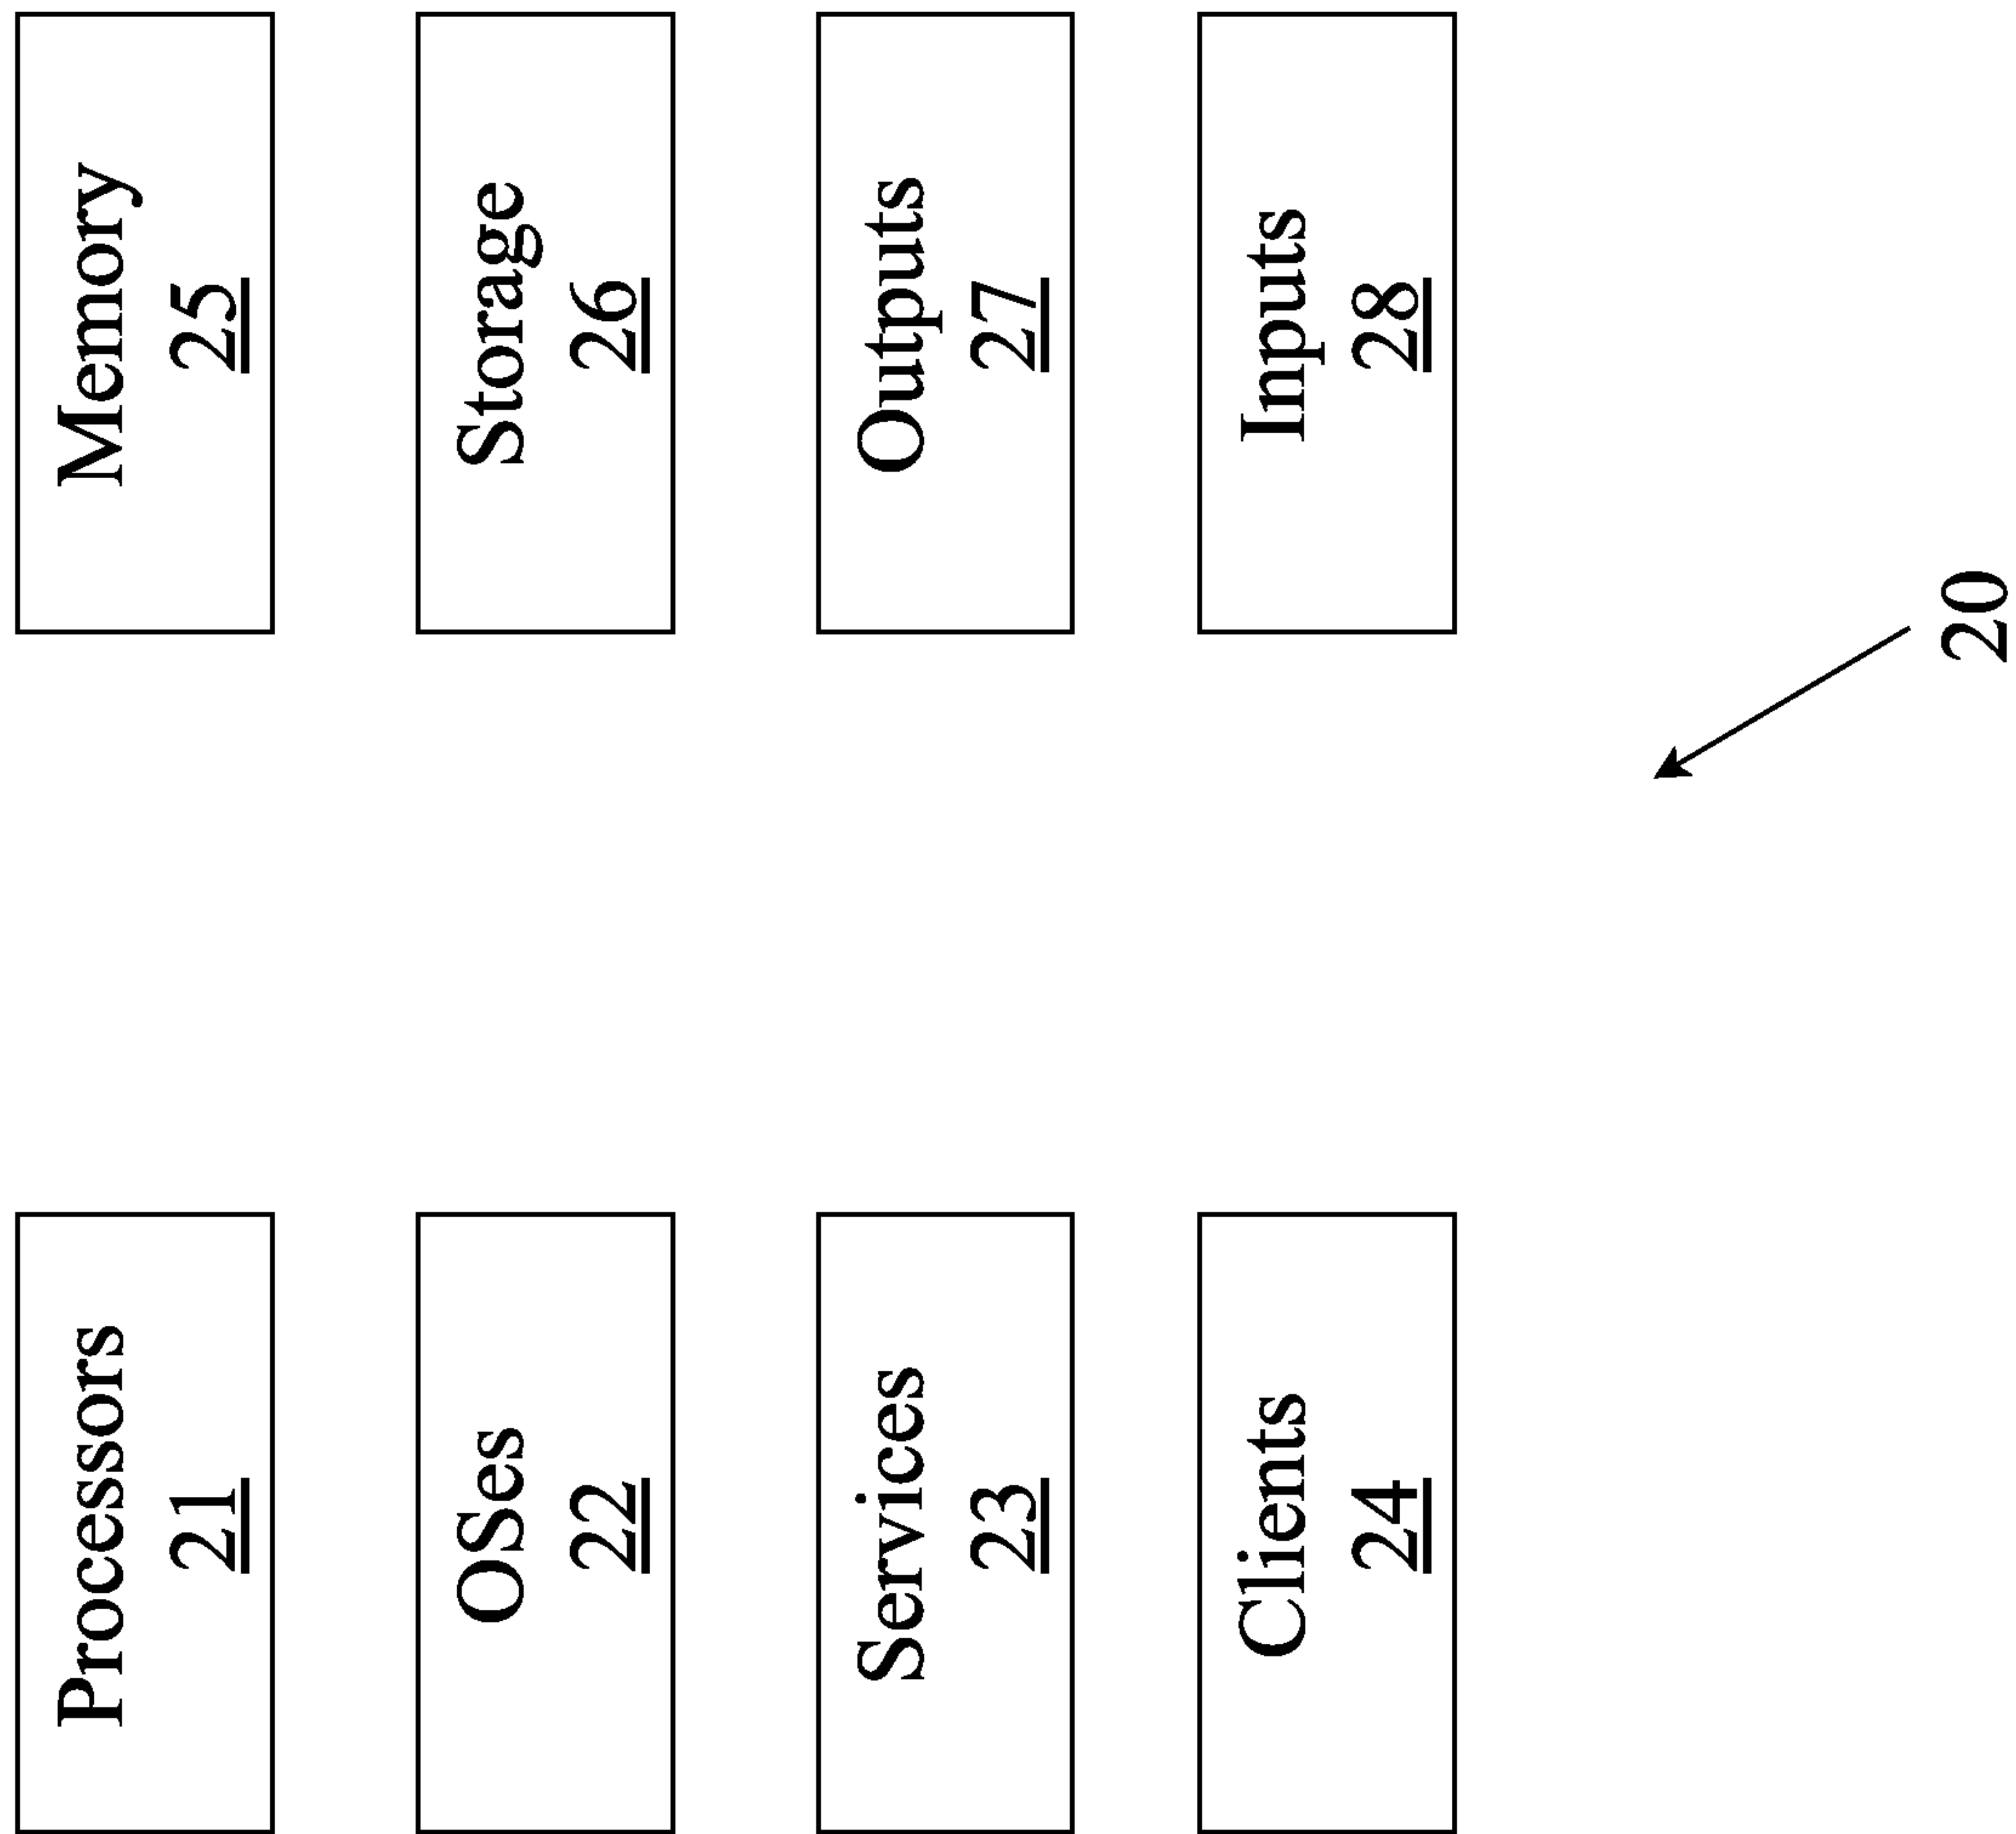 Processors
21
Memory
25
OSes
22
Storage
26
Services
23
Outputs
27
Clients
24
Inputs
28
20